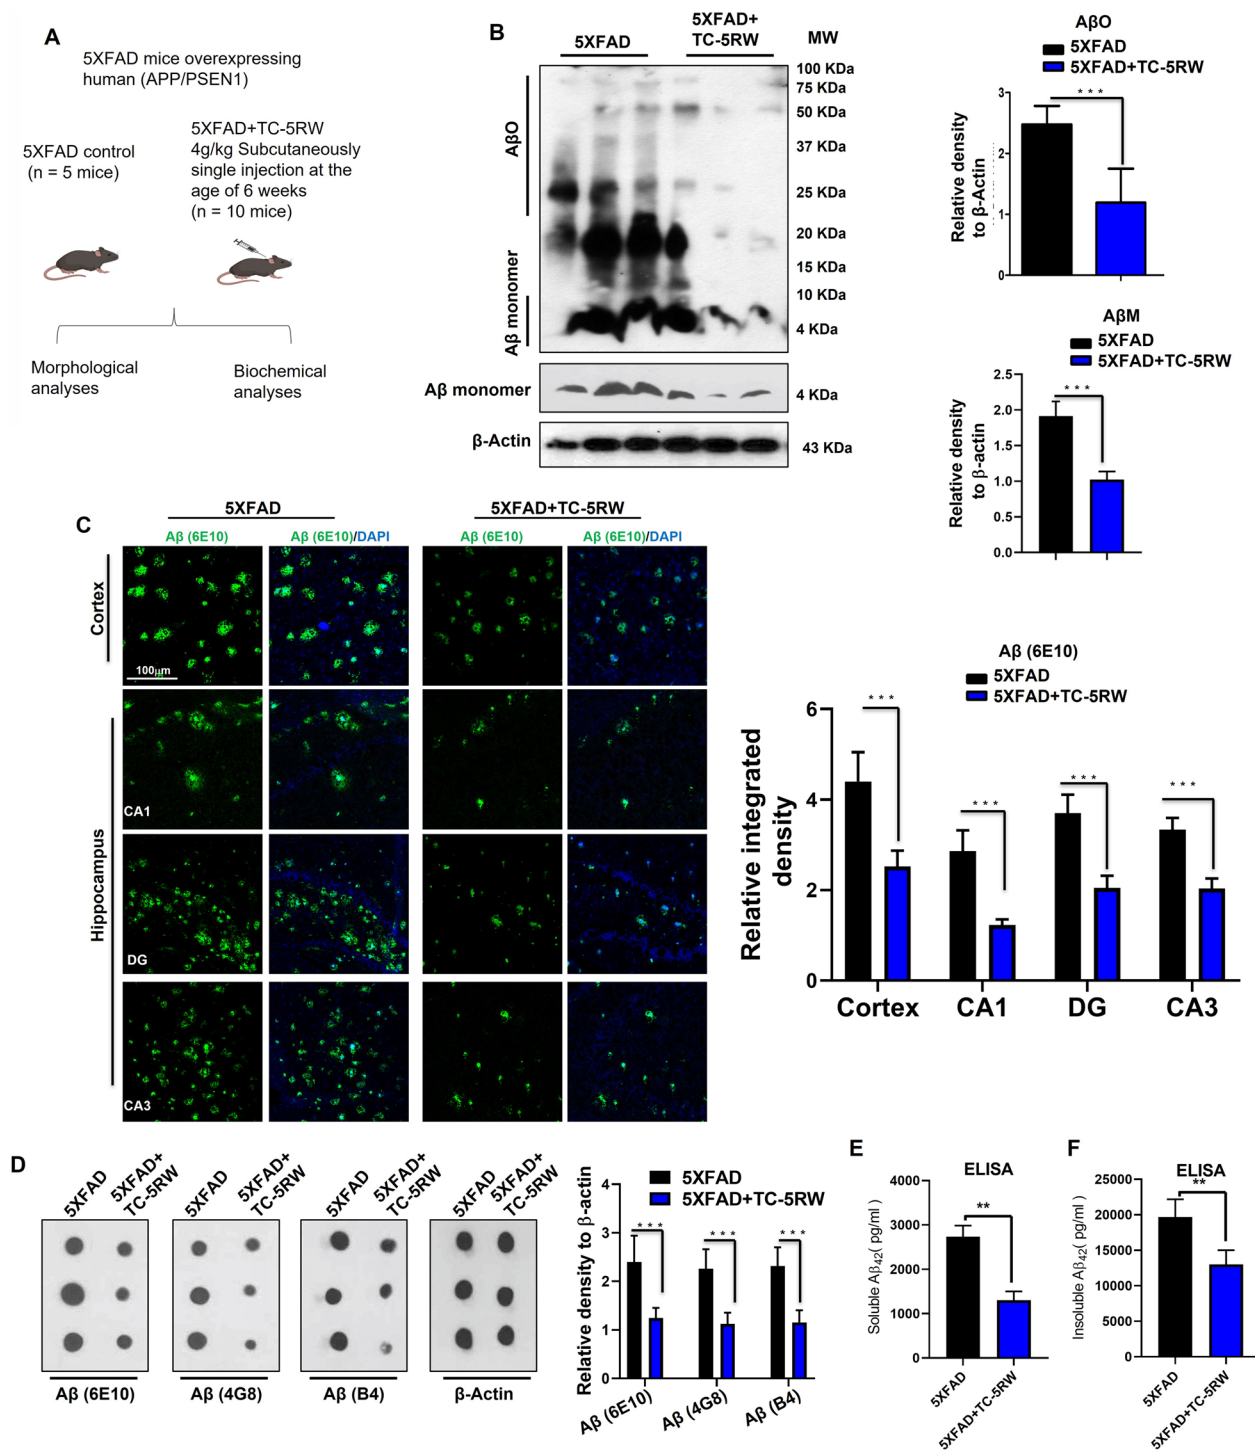 A
5XFAD mice overexpressing
human (APP/PSEN1)
5XFAD control
(n = 5 mice)
5XFAD+TC-5RW
4g/kg Subcutaneously
single injection at the
age of 6 weeks
(n = 10 mice)
Morphological
analyses
Biochemical
analyses
B
5XFAD
5XFAD+
TC-5RW
MW
100 KDa
75 KDa
50 KDa
37 KDa
25 KDa
20 KDa
15 KDa
10 KDa
4 KDa
AβO
Aβ monomer
Aβ monomer
4 KDa
β-Actin
43 KDa
AβO
5XFAD
5XFAD+TC-5RW
Relative density
to β-Actin
3
2
1
0
***
AβM
5XFAD
5XFAD+TC-5RW
Relative density
to β-actin
2.5
2.0
1.5
1.0
0.5
0.0
***
C
5XFAD
5XFAD+TC-5RW
Aβ (6E10)
Aβ (6E10)/DAPI
Aβ (6E10)
Aβ (6E10)/DAPI
Cortex
100μm
Hippocampus
CA1
DG
CA3
Aβ (6E10)
5XFAD
5XFAD+TC-5RW
Relative integrated
density
6
4
2
0
***
***
***
***
Cortex
CA1
DG
CA3
D
5XFAD
5XFAD+
TC-5RW
5XFAD
5XFAD+
TC-5RW
5XFAD
5XFAD+
TC-5RW
5XFAD
5XFAD+
TC-5RW
Aβ (6E10)
Aβ (4G8)
Aβ (B4)
β-Actin
5XFAD
5XFAD+TC-5RW
Relative density to β-actin
4
3
2
1
0
***
***
***
Aβ (6E10)
Aβ (4G8)
Aβ (B4)
E
ELISA
Soluble Aβ42( pg/ml )
4000
3000
2000
1000
0
**
5XFAD
5XFAD+TC-5RW
F
ELISA
Insoluble Aβ42( pg/ml )
25000
20000
15000
10000
5000
0
**
5XFAD
5XFAD+TC-5RW